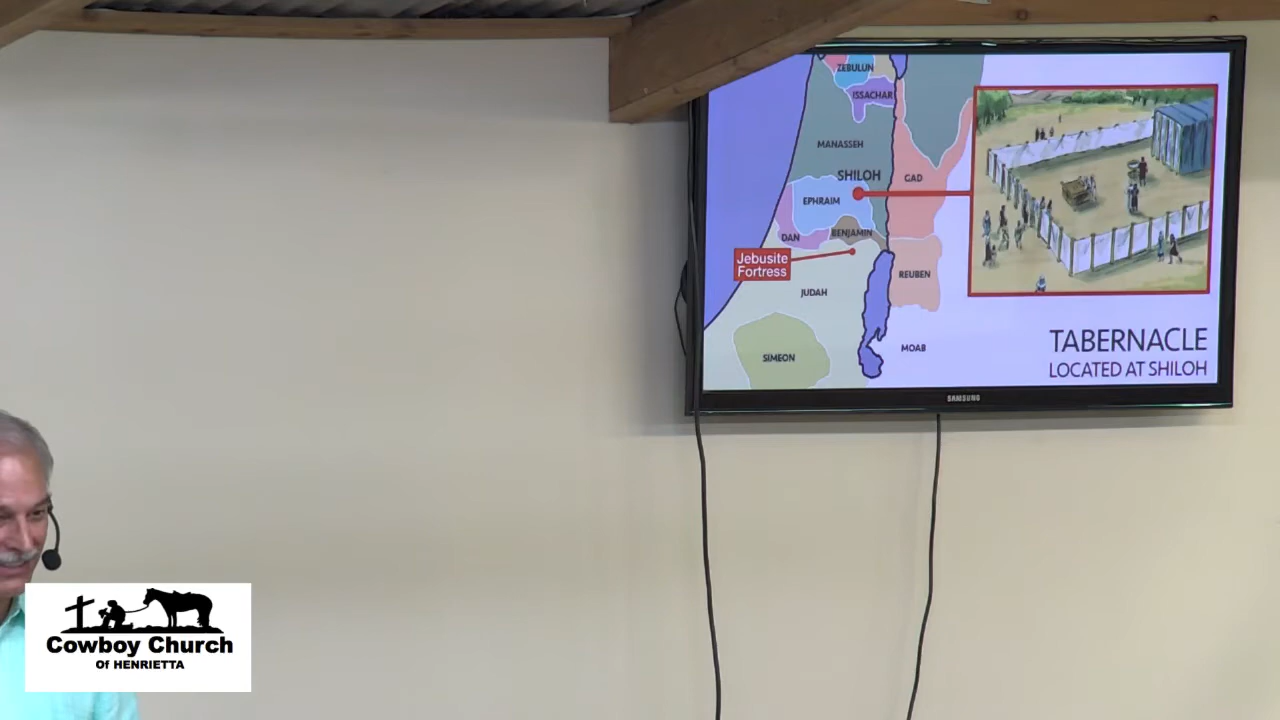 ZEBULUN
ISSACHAR
MANASSEH
SHILOH
GAD
EPHRAIM
DAN
BENJAMIN
Jebusite
Fortress
REUBEN
JUDAH
SIMEON
MOAB
TABERNACLE
LOCATED AT SHILOH
SAMSUNG
Cowboy Church
Of HENRIETTA